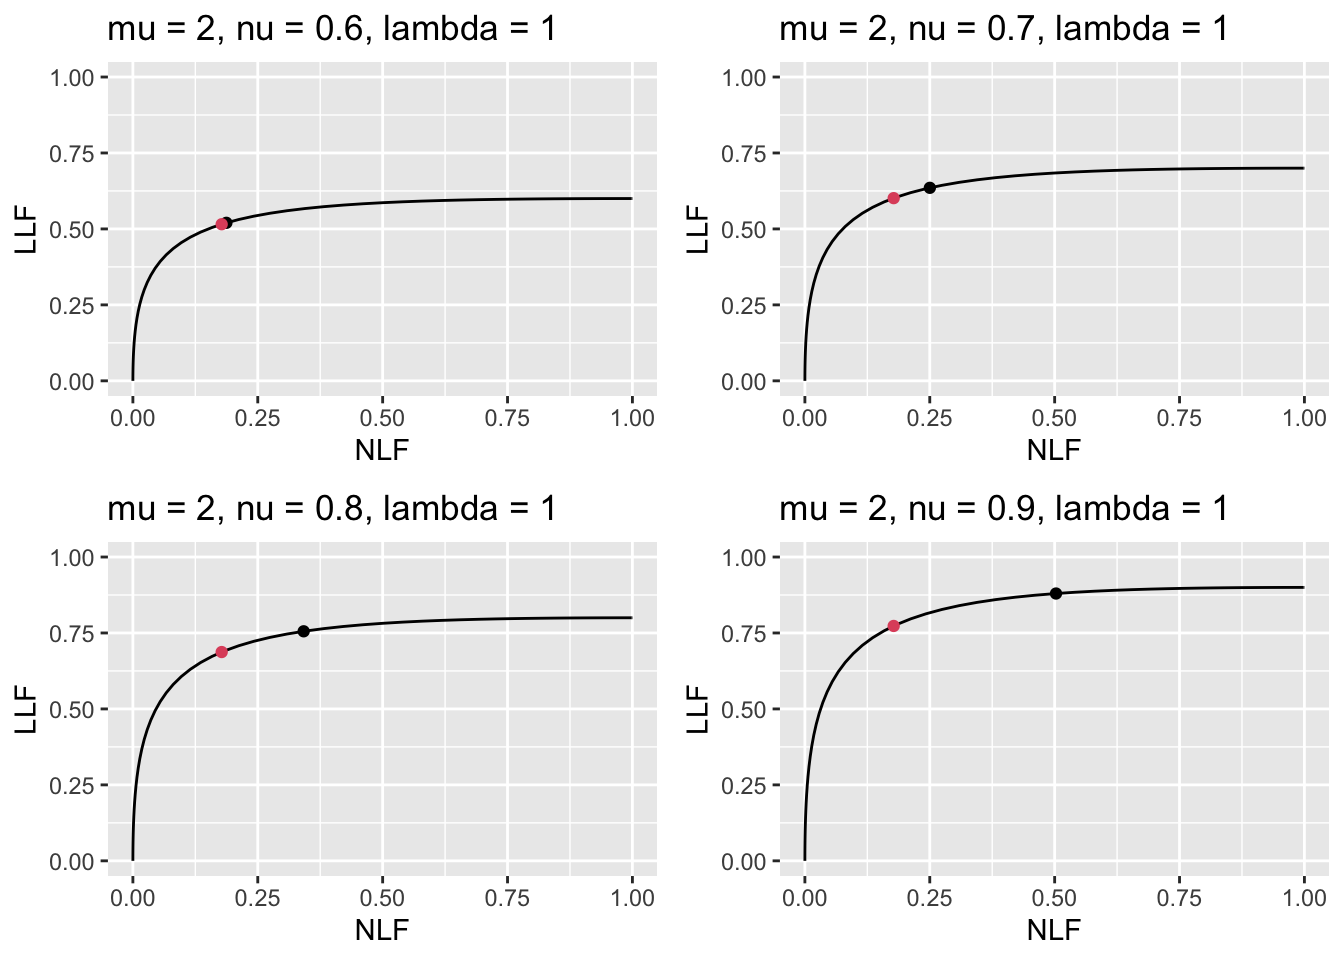 mu = 2, nu = 0.6, lambda = 1
1.00
0.75
0.50
0.25
0.00
LLF
0.00 0.25 0.50 0.75 1.00
NLF
mu = 2, nu = 0.7, lambda = 1
1.00
0.75
0.50
0.25
0.00
LLF
0.00 0.25 0.50 0.75 1.00
NLF
mu = 2, nu = 0.8, lambda = 1
1.00
0.75
0.50
0.25
0.00
LLF
0.00 0.25 0.50 0.75 1.00
NLF
mu = 2, nu = 0.9, lambda = 1
1.00
0.75
0.50
0.25
0.00
LLF
0.00 0.25 0.50 0.75 1.00
NLF